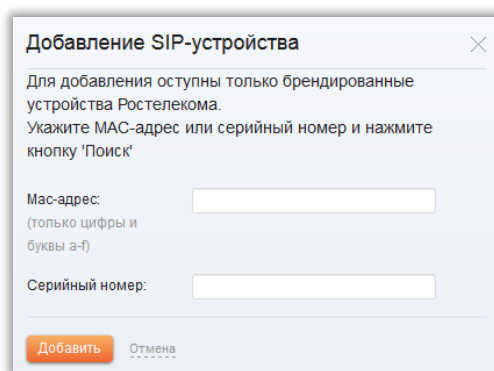 Добавление SIP-устройства
Для добавления оступны только брендированные
устройства Ростелекома.
Укажите MAC-адрес или серийный номер и нажмите
кнопку 'Поиск'
Мас-адрес:
(только цифры и
буквы a-f)
Серийный номер:
Добавить Отмена